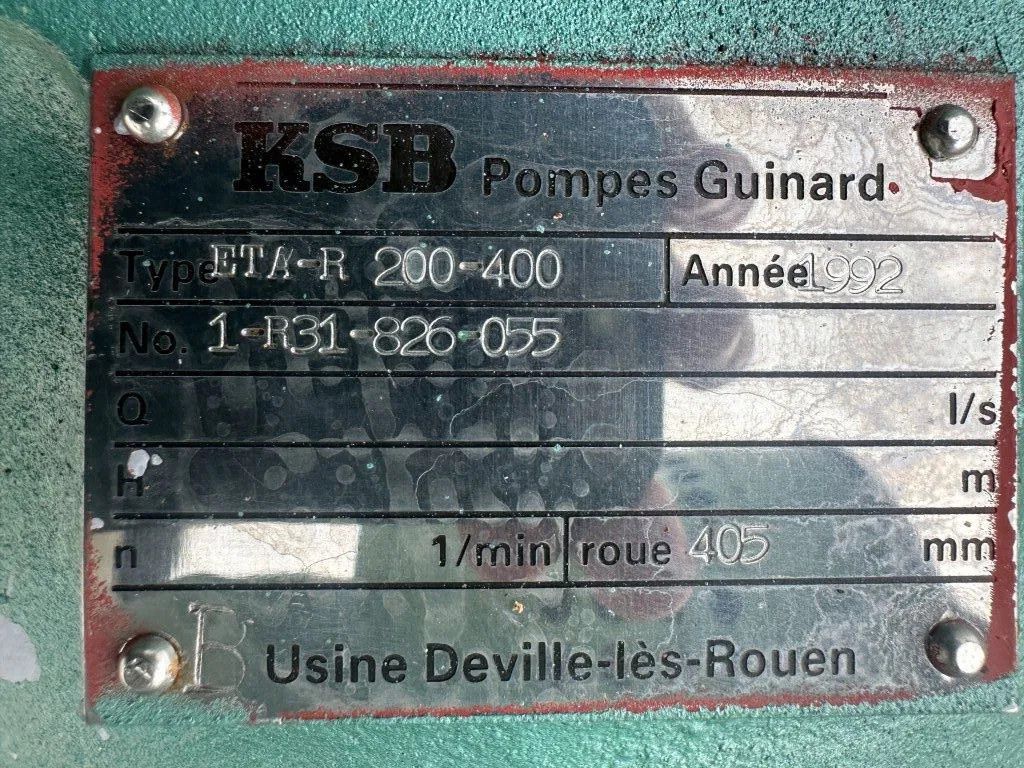 KSB Pompes Guinard
Type ETA-R 200-400 Année 1992
No. 1-R31-826-055
Q l/s
H m
n 1/min roue 405 mm
B Usine Deville-lès-Rouen